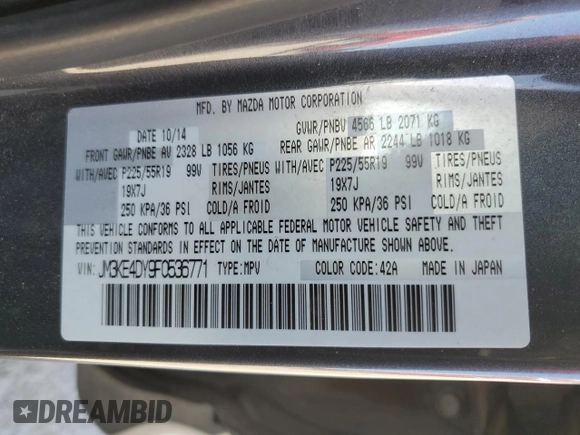 MFD. BY MAZDA MOTOR CORPORATION
DATE 10/14
GVWR/PNBV 4566 LB 2071 KG
FRONT GAWR/PNBE AV 2328 LB 1056 KG
REAR GAWR/PNBE AR 2244 LB 1018 KG
WITH/AVEC P225/55R19 99V TIRES/PNEUS
WITH/AVEC P225/55R19 99V TIRES/PNEUS
19X7J RIMS/JANTES
19X7J RIMS/JANTES
250 KPA/36 PSI COLD/A FROID
250 KPA/36 PSI COLD/A FROID
THIS VEHICLE CONFORMS TO ALL APPLICABLE FEDERAL MOTOR VEHICLE SAFETY AND THEFT
PREVENTION STANDARDS IN EFFECT ON THE DATE OF MANUFACTURE SHOWN ABOVE.
VIN:JM3KE4DY9F0536771 TYPE:MPV COLOR CODE:42A MADE IN JAPAN
DREAMBID